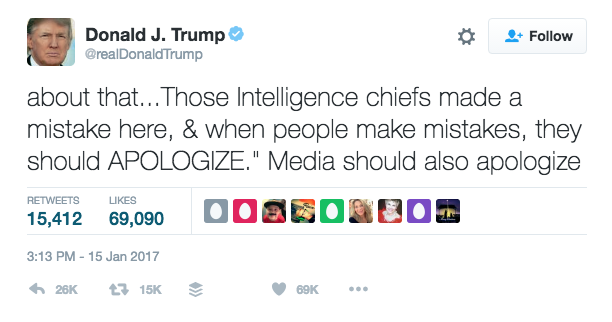 Donald J. Trump
@realDonaldTrump
Follow
about that...Those Intelligence chiefs made a
mistake here, & when people make mistakes, they
should APOLOGIZE." Media should also apologize
RETWEETS LIKES
15,412 69,090
3:13 PM - 15 Jan 2017
26K 15K 69K